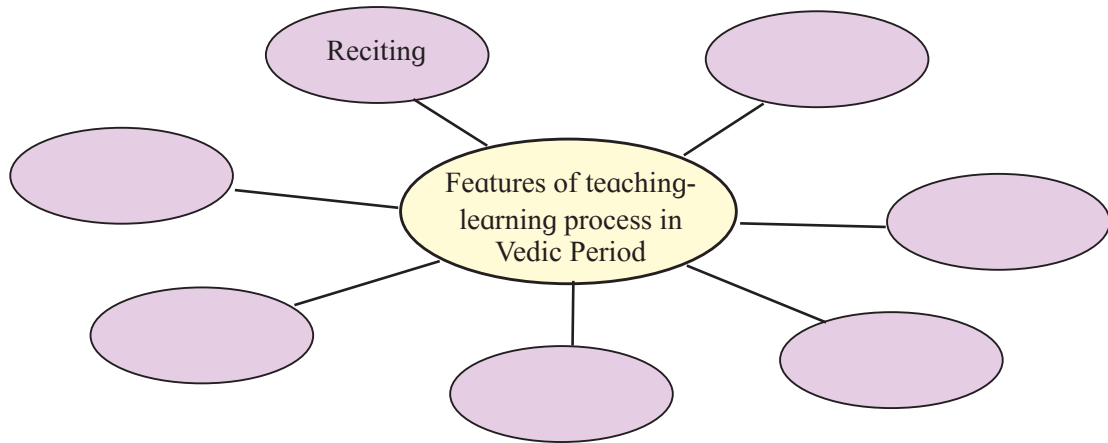 Reciting
Features of teaching-
learning process in
Vedic Period